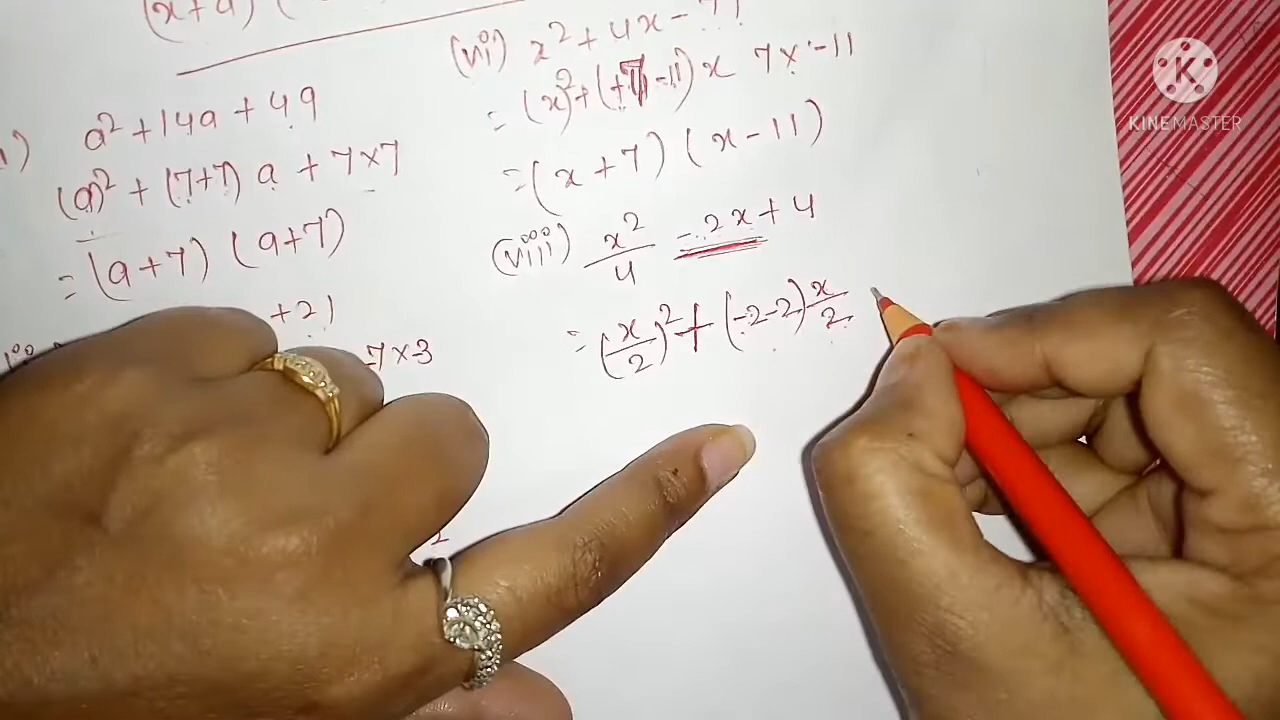 (x+a)(
a² + 14a + 49
(a)² + (7+7) a + 7×7
= (a+7) (a+7)
+21
7×3
(vii) x² + 4x - 77
= (x)² + (+7-11) x 7×-11
= (x+7) (x-11)
(viii) x²/4 - 2x + 4
= (x/2)² + (-2-2) x/2
K
KINEMASTER